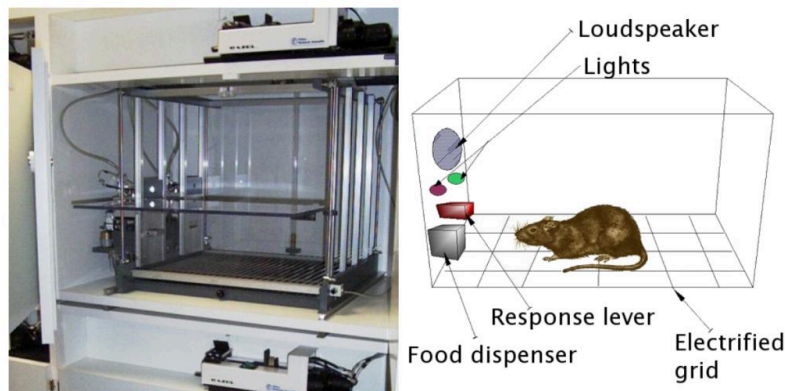 Loudspeaker
Lights
Response lever
Food dispenser
Electrified
grid